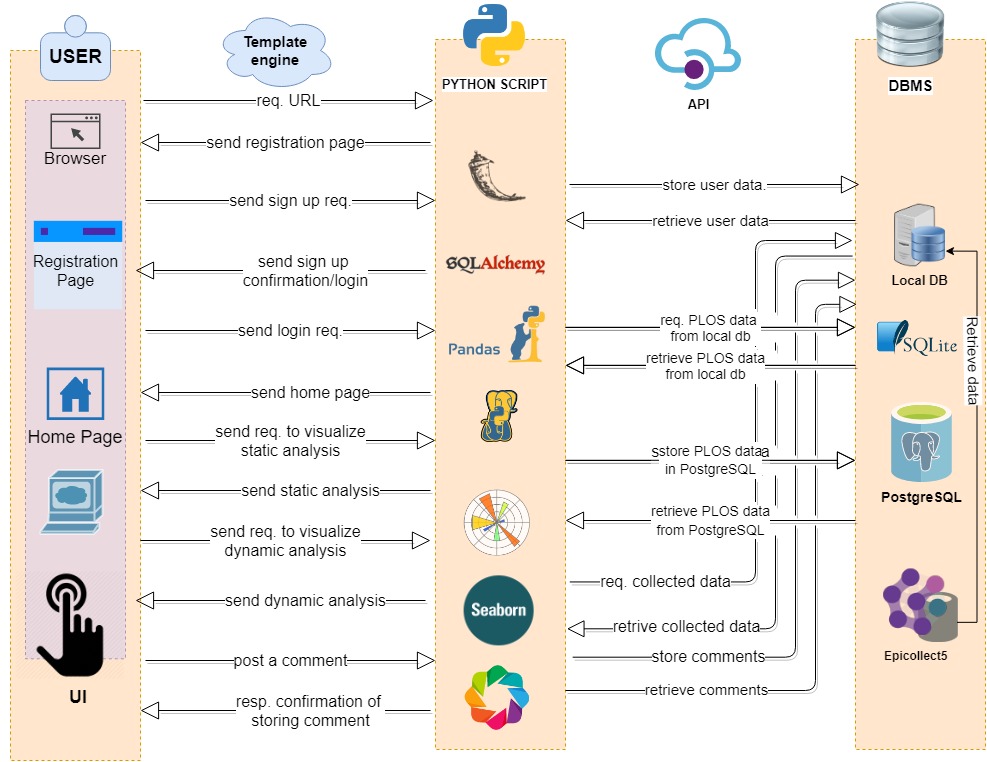 USER
Template
engine
PYTHON SCRIPT
API
DBMS
req. URL
Browser
send registration page
send sign up req.
store user data.
retrieve user data
Registration
Page
send sign up
confirmation/login
SQLAlchemy
Local DB
send login req.
Pandas
req. PLOS data
from local db
SQLite
retrieve PLOS data
from local db
Retrieve data
send home page
Home Page
send req. to visualize
static analysis
sstore PLOS dataa
in PostgreSQL
PostgreSQL
send static analysis
retrieve PLOS data
from PostgreSQL
send req. to visualize
dynamic analysis
req. collected data
send dynamic analysis
Seaborn
retrive collected data
store comments
Epicollect5
post a comment
UI
retrieve comments
resp. confirmation of
storing comment